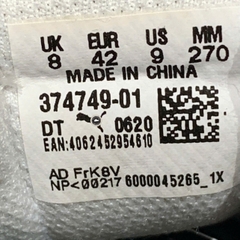 UK EUR US MM
8 42 9 270
MADE IN CHINA
374749-01
DT 0620
EAN:4062452954610
AD FrK8V
NP<00217 6000045265_1X